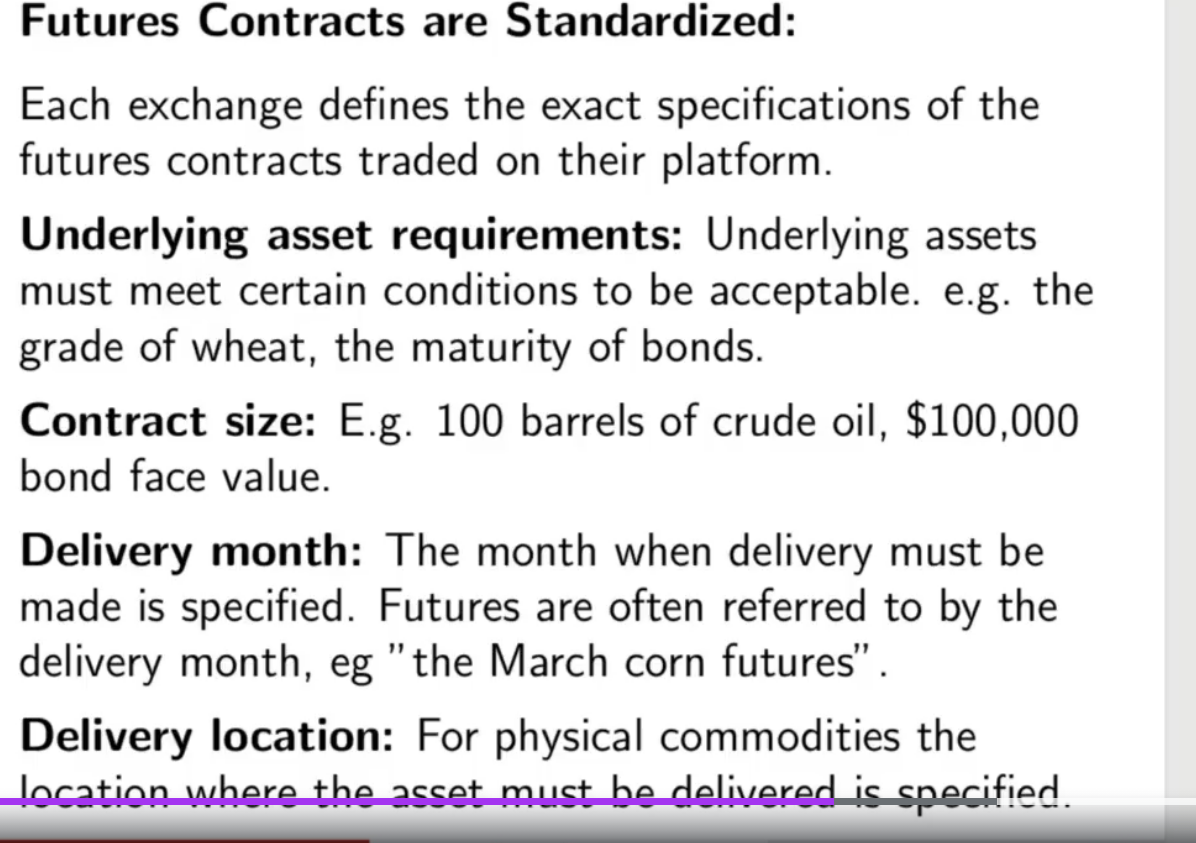 Futures Contracts are Standardized:
Each exchange defines the exact specifications of the
futures contracts traded on their platform.
Underlying asset requirements: Underlying assets
must meet certain conditions to be acceptable. e.g. the
grade of wheat, the maturity of bonds.
Contract size: E.g. 100 barrels of crude oil, $100,000
bond face value.
Delivery month: The month when delivery must be
made is specified. Futures are often referred to by the
delivery month, eg ”the March corn futures”.
Delivery location: For physical commodities the
location where the asset must be delivered is specified.